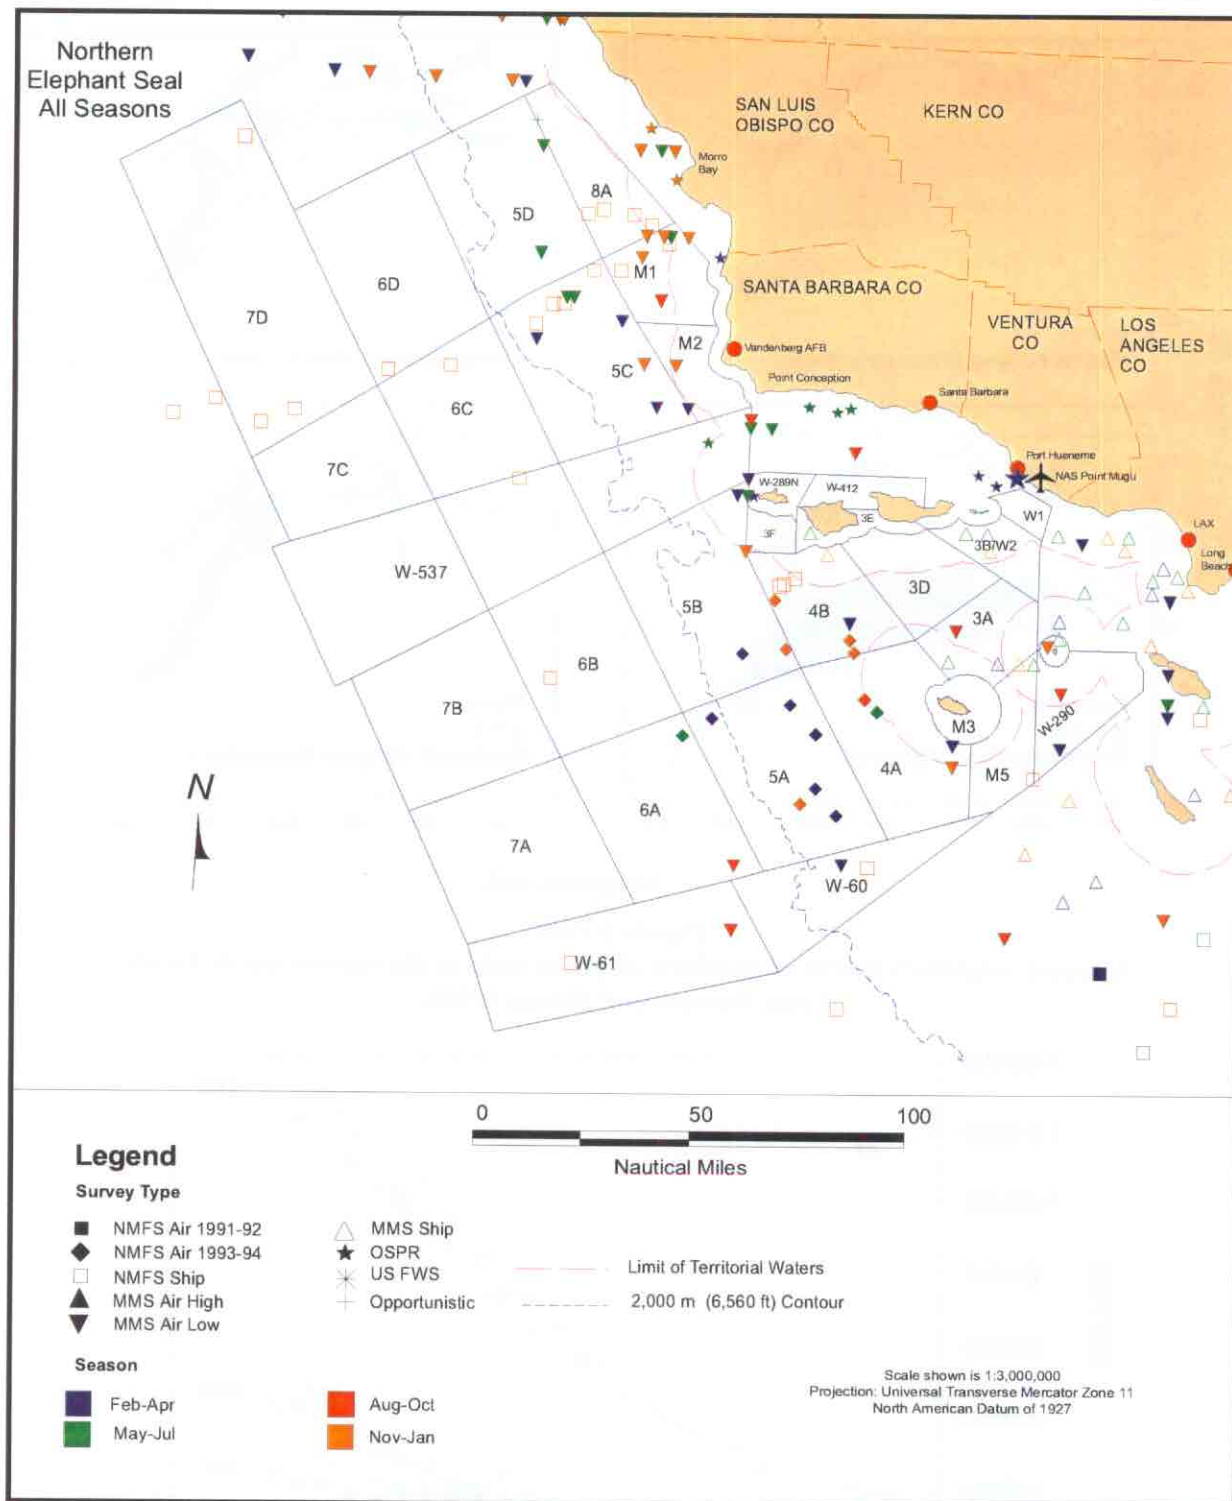 Northern
Elephant Seal
All Seasons
SAN LUIS
OBISPO CO
KERN CO
Morro
Bay
8A
5D
6D
7D
M1
SANTA BARBARA CO
VENTURA
CO
LOS
ANGELES
CO
M2
Vandenberg AFB
5C
Point Conception
6C
Santa Barbara
7C
Port Hueneme
NAS Point Mugu
W-289N
W-412
W1
3E
3F
LAX
3B/W2
Long
Beach
W-537
3D
5B
4B
3A
6B
7B
M3
W-290
N
5A
4A
M5
6A
7A
W-60
W-61
0
50
100
Nautical Miles
Legend
Survey Type
NMFS Air 1991-92
NMFS Air 1993-94
NMFS Ship
MMS Air High
MMS Air Low
MMS Ship
OSPR
US FWS
Opportunistic
Limit of Territorial Waters
2,000 m (6,560 ft) Contour
Season
Feb-Apr
May-Jul
Aug-Oct
Nov-Jan
Scale shown is 1:3,000,000
Projection: Universal Transverse Mercator Zone 11
North American Datum of 1927